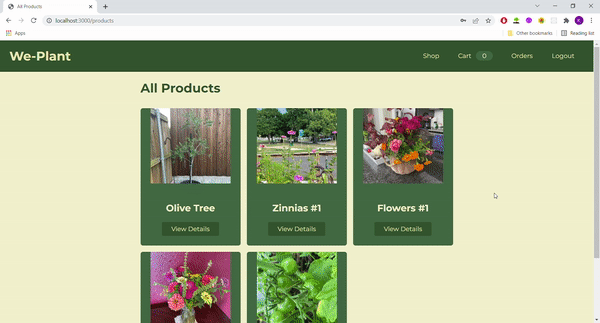 All Products
localhost:3000/products
Apps
Other bookmarks
Reading list
We-Plant
Shop
Cart 0
Orders
Logout
All Products
Olive Tree
Zinnias #1
Flowers #1
View Details
View Details
View Details